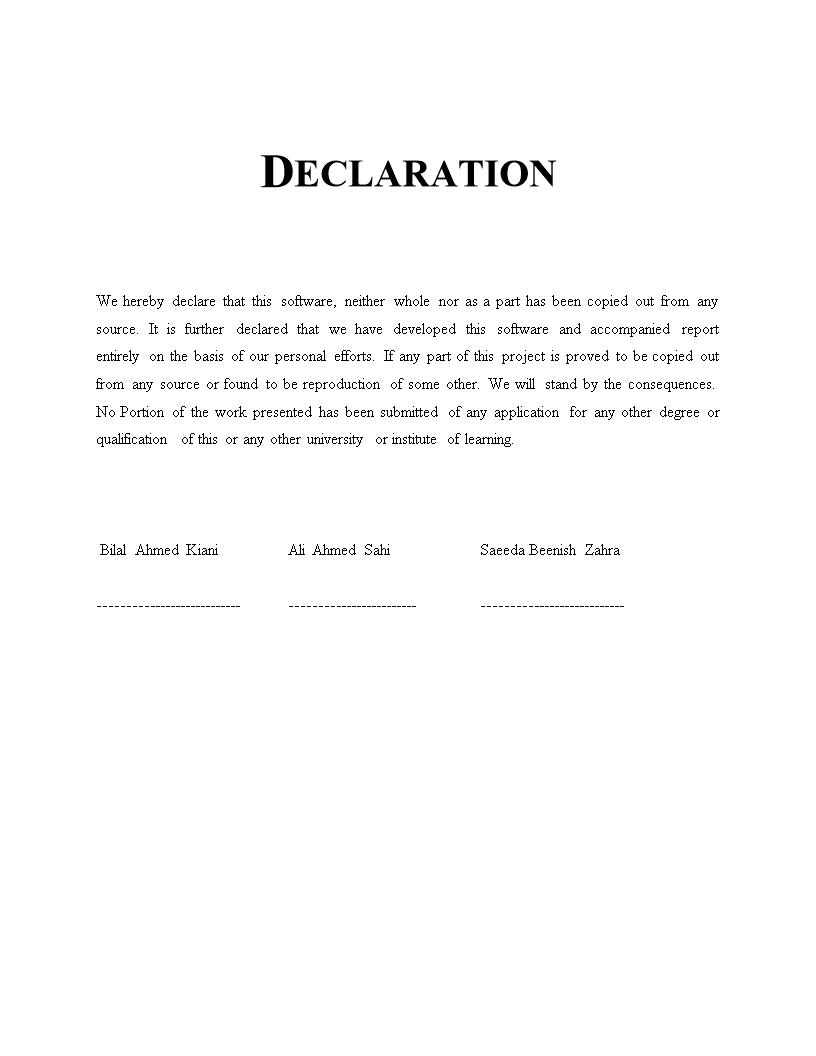 DECLARATION
We hereby declare that this software, neither whole nor as a part has been copied out from any
source. It is further declared that we have developed this software and accompanied report
entirely on the basis of our personal efforts. If any part of this project is proved to be copied out
from any source or found to be reproduction of some other. We will stand by the consequences.
No Portion of the work presented has been submitted of any application for any other degree or
qualification of this or any other university or institute of learning.
Bilal Ahmed Kiani Ali Ahmed Sahi Saeeda Beenish Zahra
--------------------------- ------------------------ ---------------------------